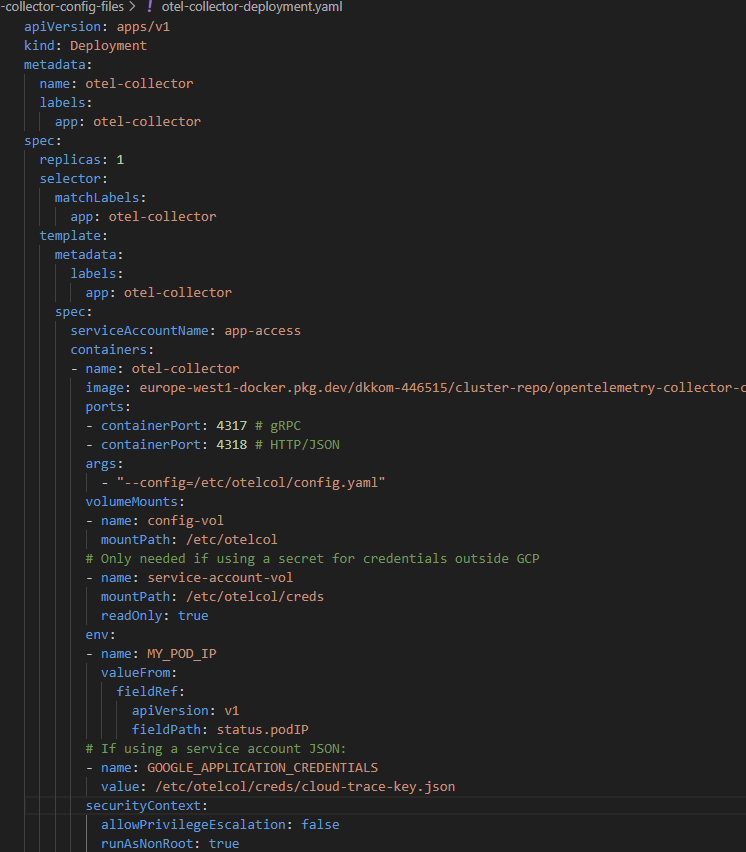 -collector-config-files > ! otel-collector-deployment.yaml
apiVersion: apps/v1
kind: Deployment
metadata:
  name: otel-collector
  labels:
    app: otel-collector
spec:
  replicas: 1
  selector:
    matchLabels:
      app: otel-collector
  template:
    metadata:
      labels:
        app: otel-collector
    spec:
      serviceAccountName: app-access
      containers:
      - name: otel-collector
        image: europe-west1-docker.pkg.dev/dkkom-446515/cluster-repo/opentelemetry-collector-c
        ports:
        - containerPort: 4317 # gRPC
        - containerPort: 4318 # HTTP/JSON
        args:
          - "--config=/etc/otelcol/config.yaml"
        volumeMounts:
        - name: config-vol
          mountPath: /etc/otelcol
        # Only needed if using a secret for credentials outside GCP
        - name: service-account-vol
          mountPath: /etc/otelcol/creds
          readOnly: true
        env:
        - name: MY_POD_IP
          valueFrom:
            fieldRef:
              apiVersion: v1
              fieldPath: status.podIP
        # If using a service account JSON:
        - name: GOOGLE_APPLICATION_CREDENTIALS
          value: /etc/otelcol/creds/cloud-trace-key.json
        securityContext:
          allowPrivilegeEscalation: false
          runAsNonRoot: true